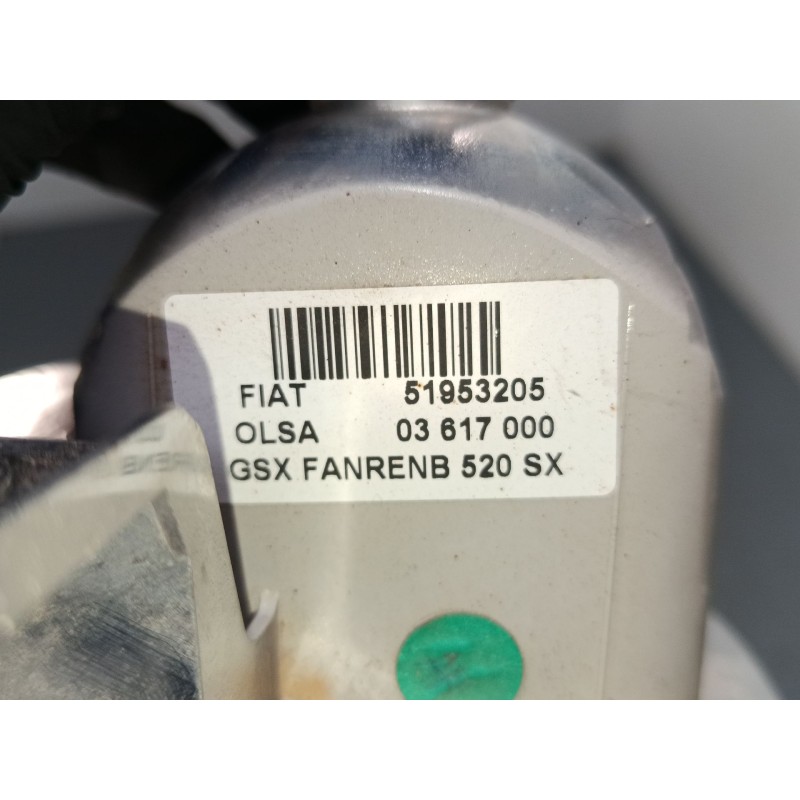 FIAT 51953205
OLSA 03 617 000
GSX FANRENB 520 SX